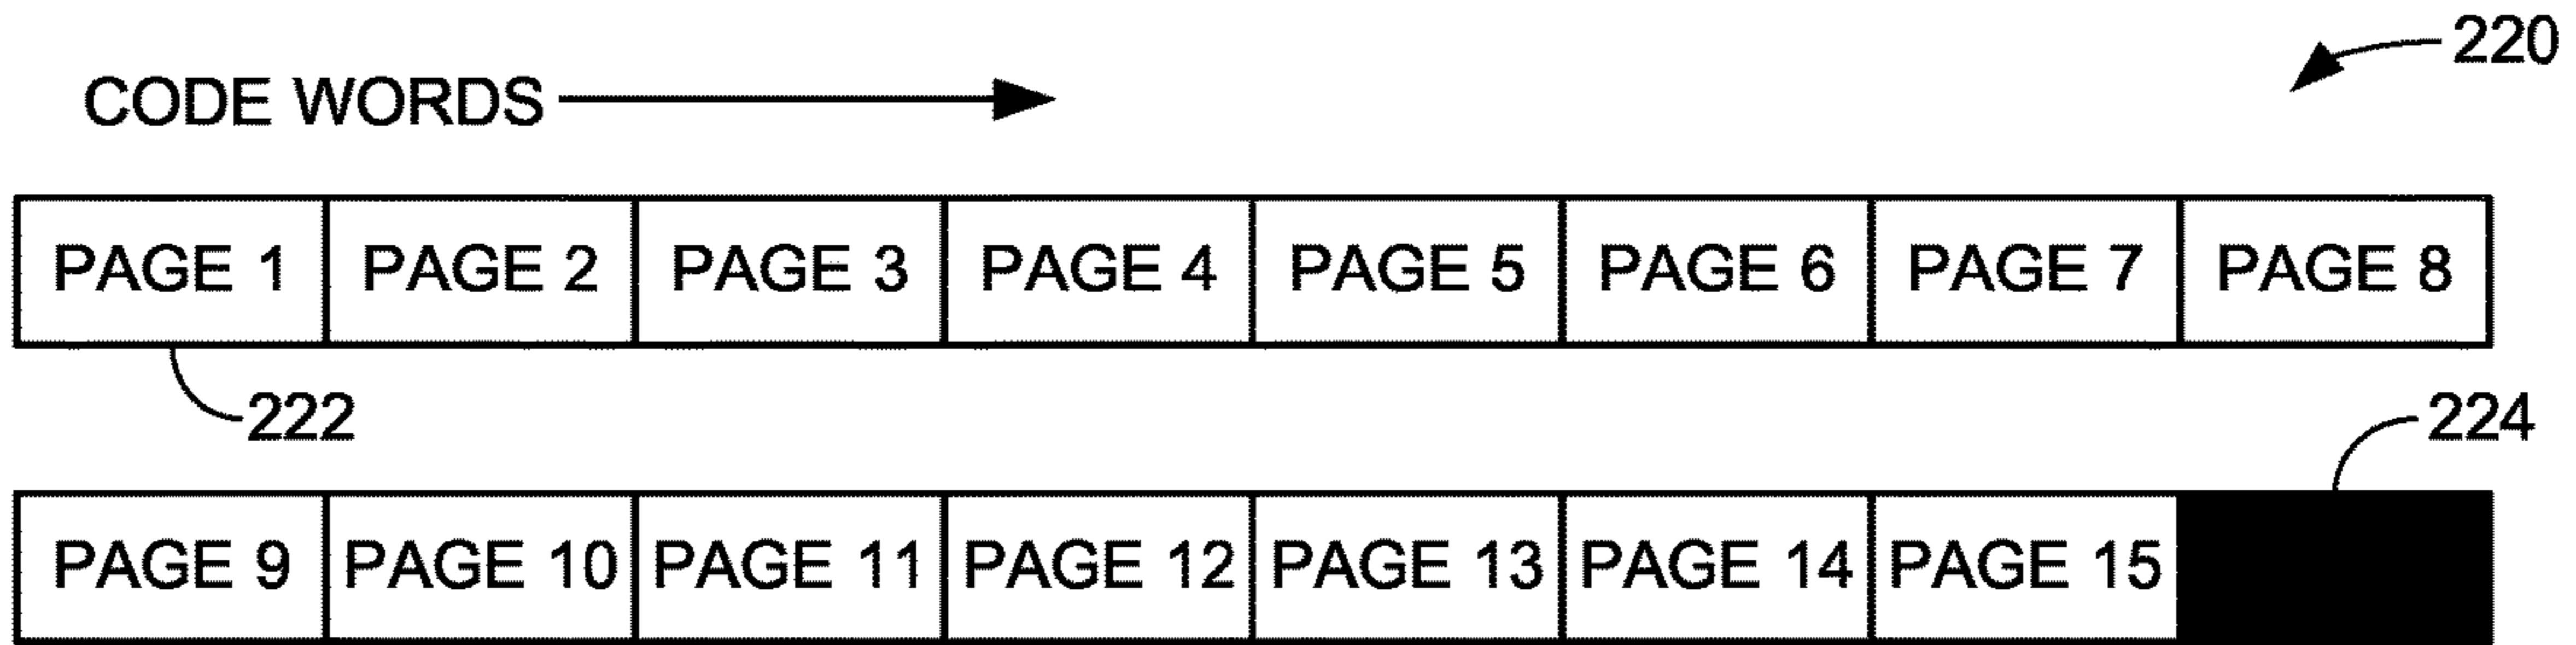 220
CODE WORDS
PAGE 1 PAGE 2 PAGE 3 PAGE 4 PAGE 5 PAGE 6 PAGE 7 PAGE 8
222
224
PAGE 9 PAGE 10 PAGE 11 PAGE 12 PAGE 13 PAGE 14 PAGE 15